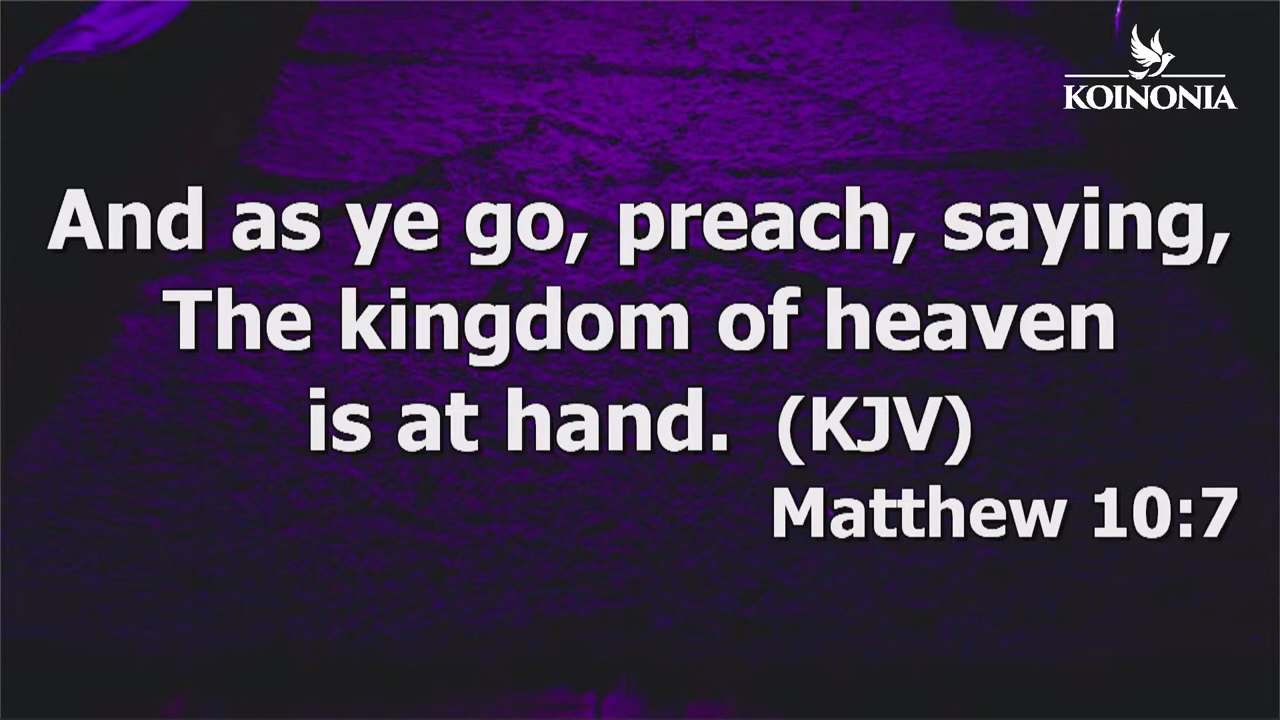 KOINONIA
And as ye go, preach, saying,
The kingdom of heaven
is at hand. (KJV)
Matthew 10:7